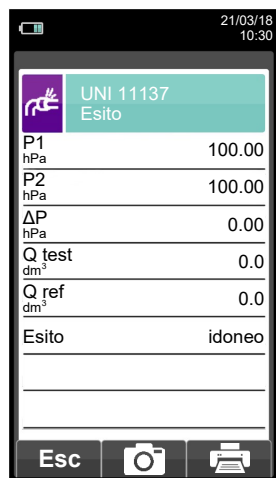 21/03/18
10:30
UNI 11137
Esito
P1
hPa
100.00
P2
hPa
100.00
ΔP
hPa
0.00
Q test
dm³
0.0
Q ref
dm³
0.0
Esito idoneo
Esc